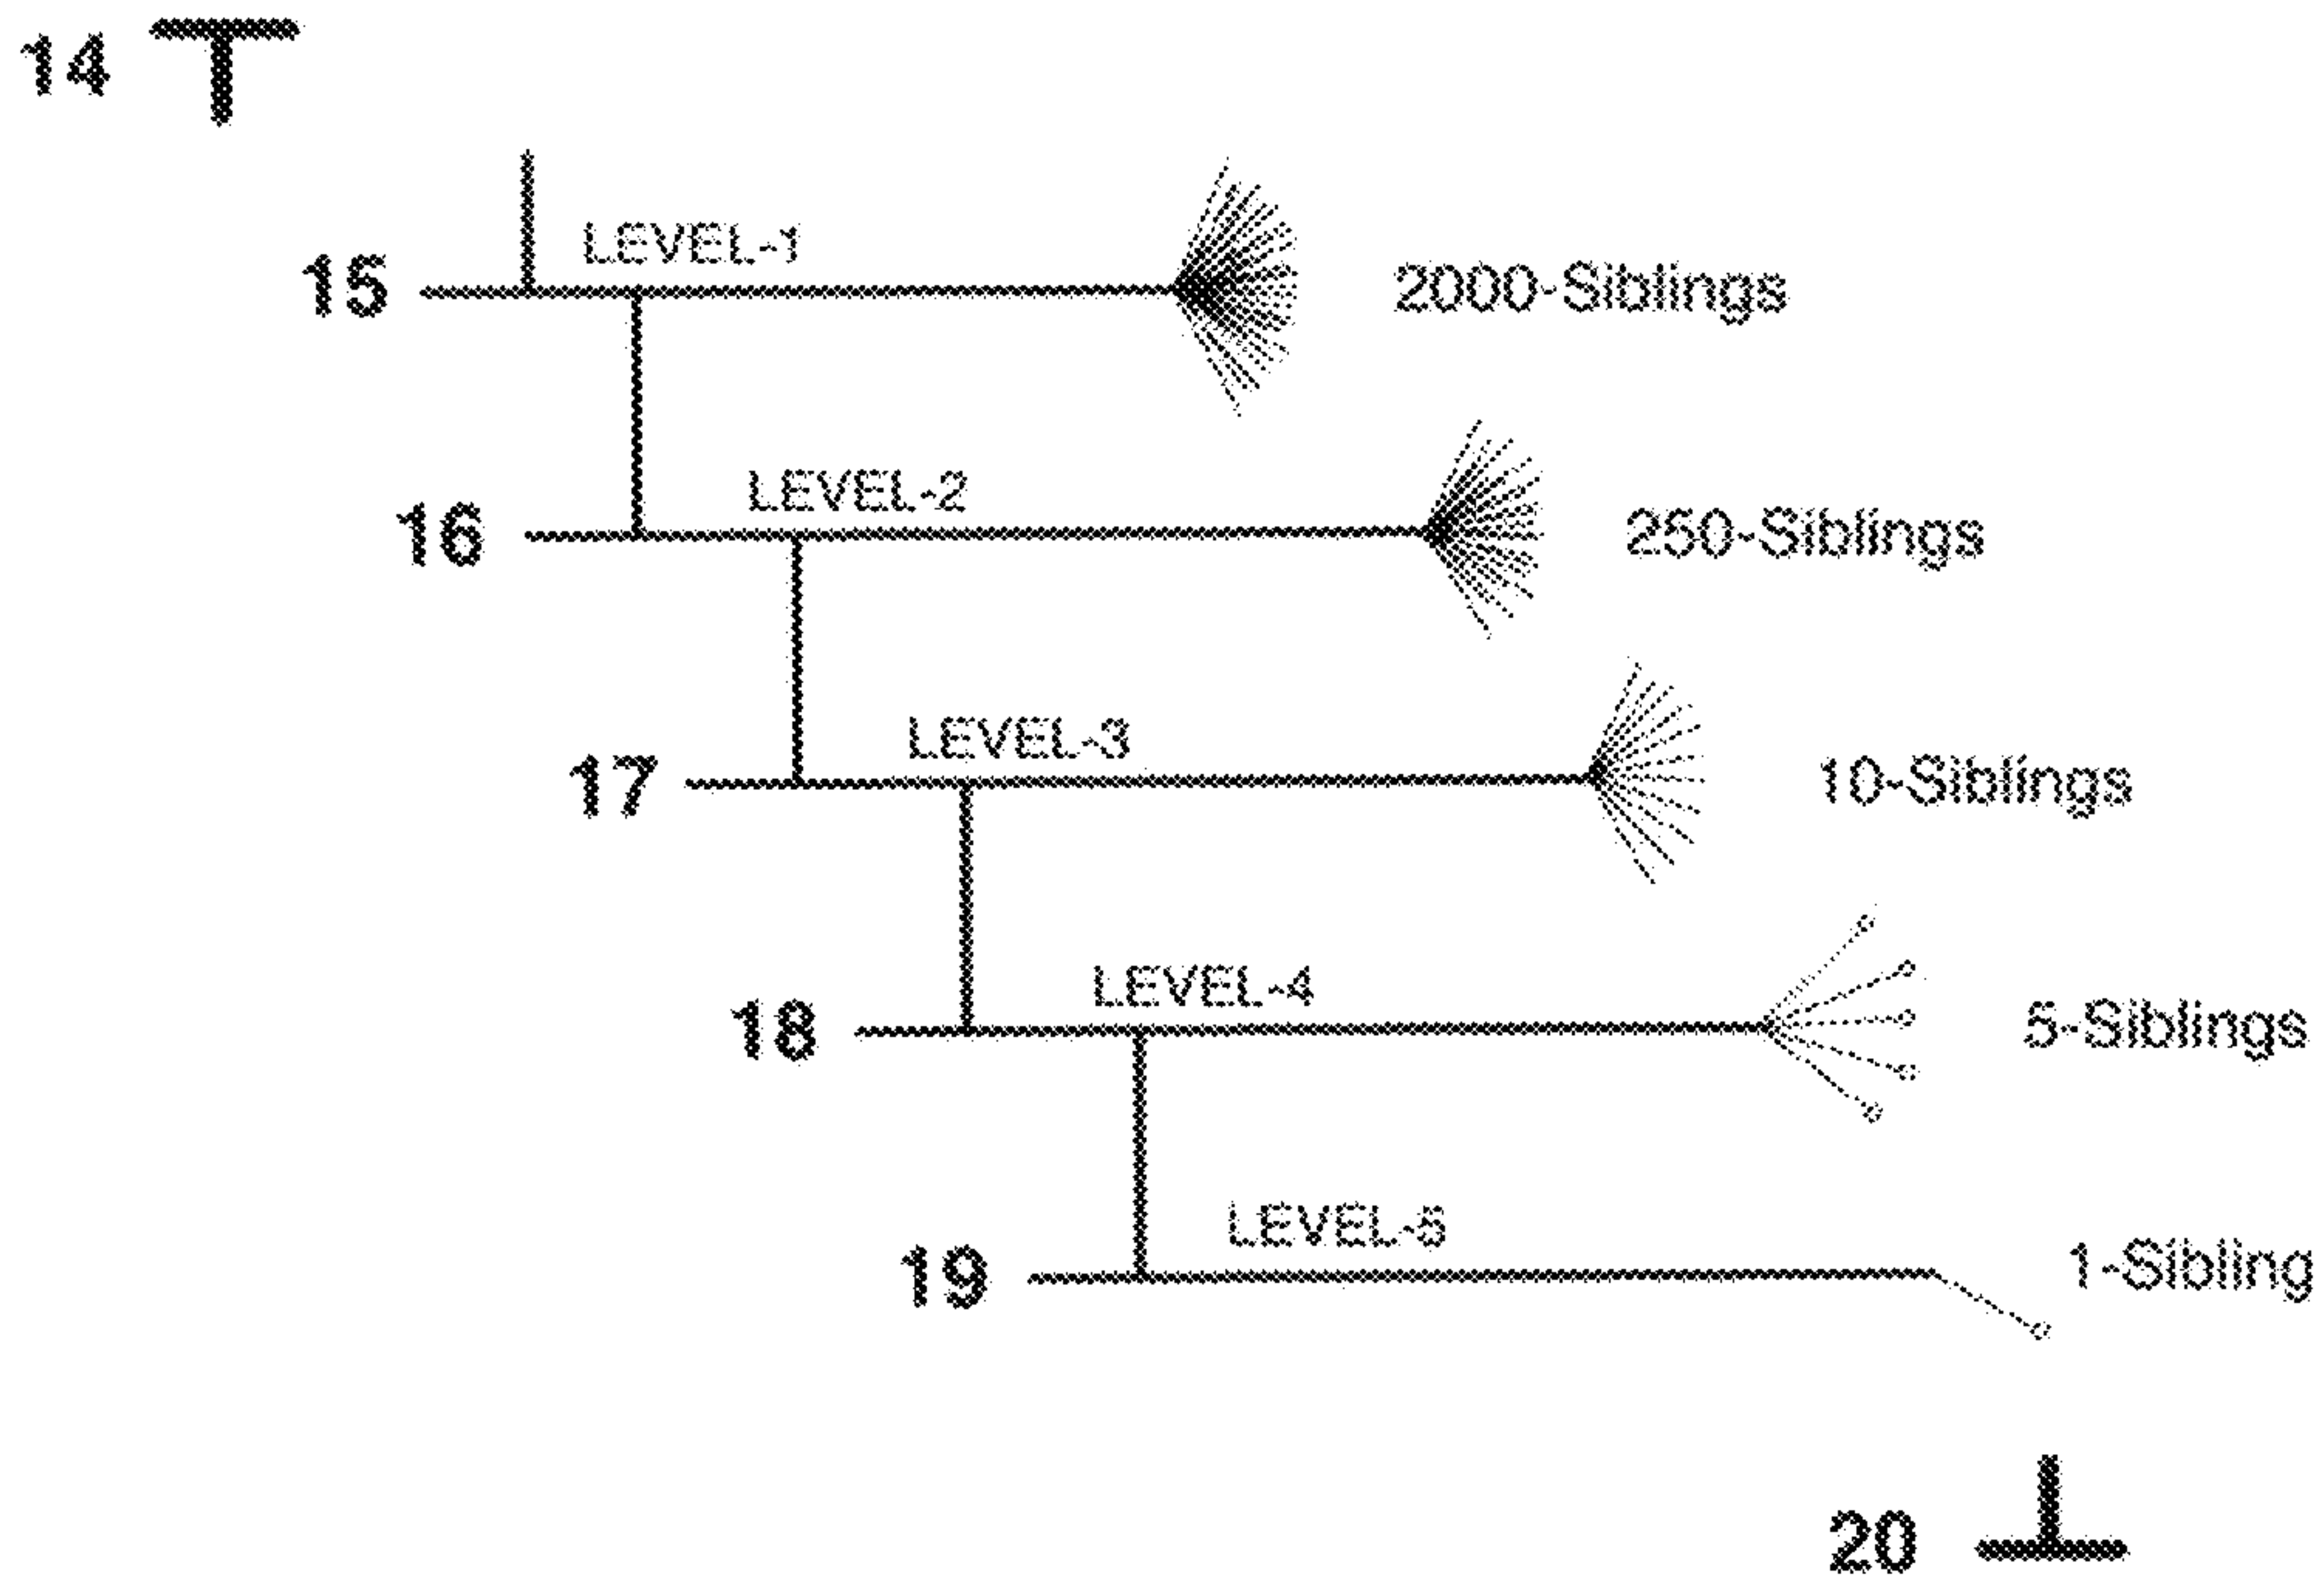 14
LEVEL-1
15
2000-Siblings
LEVEL-2
16
250-Siblings
LEVEL-3
17
10-Siblings
LEVEL-4
18
5-Siblings
LEVEL-5
19
1-Sibling
20